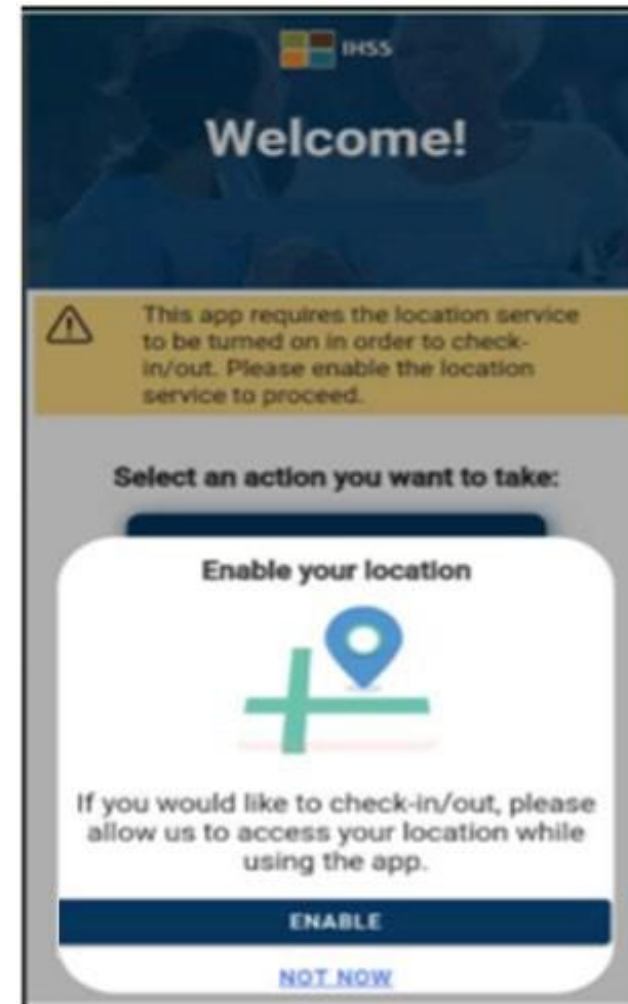 IHSS
Welcome!
This app requires the location service
to be turned on in order to check-
in/out. Please enable the location
service to proceed.
Select an action you want to take:
Enable your location
If you would like to check-in/out, please
allow us to access your location while
using the app.
ENABLE
NOT NOW